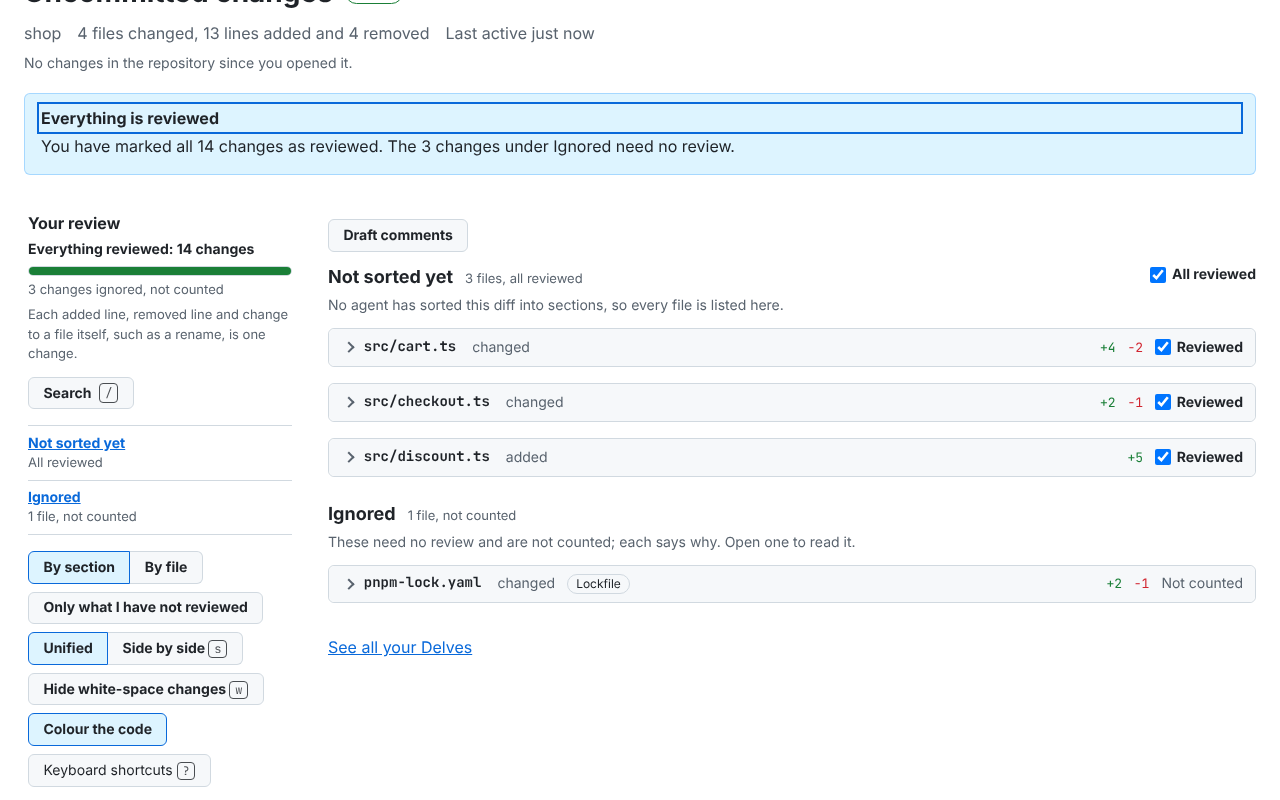 shop 4 files changed, 13 lines added and 4 removed Last active just now
No changes in the repository since you opened it.
Everything is reviewed
You have marked all 14 changes as reviewed. The 3 changes under Ignored need no review.
Your review
Everything reviewed: 14 changes
3 changes ignored, not counted
Each added line, removed line and change
to a file itself, such as a rename, is one
change.
Search /
Not sorted yet
All reviewed
Ignored
1 file, not counted
By section By file
Only what I have not reviewed
Unified Side by side s
Hide white-space changes w
Colour the code
Keyboard shortcuts ?
Draft comments
Not sorted yet 3 files, all reviewed All reviewed
No agent has sorted this diff into sections, so every file is listed here.
src/cart.ts changed +4 -2 Reviewed
src/checkout.ts changed +2 -1 Reviewed
src/discount.ts added +5 Reviewed
Ignored 1 file, not counted
These need no review and are not counted; each says why. Open one to read it.
pnpm-lock.yaml changed Lockfile +2 -1 Not counted
See all your Delves